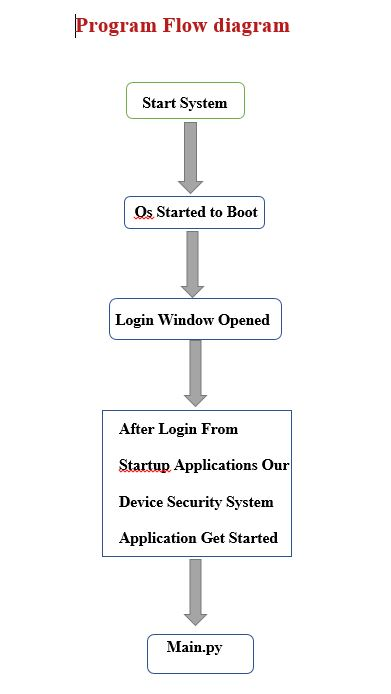 Program Flow diagram
Start System
Os Started to Boot
Login Window Opened
After Login From
Startup Applications Our
Device Security System
Application Get Started
Main.py